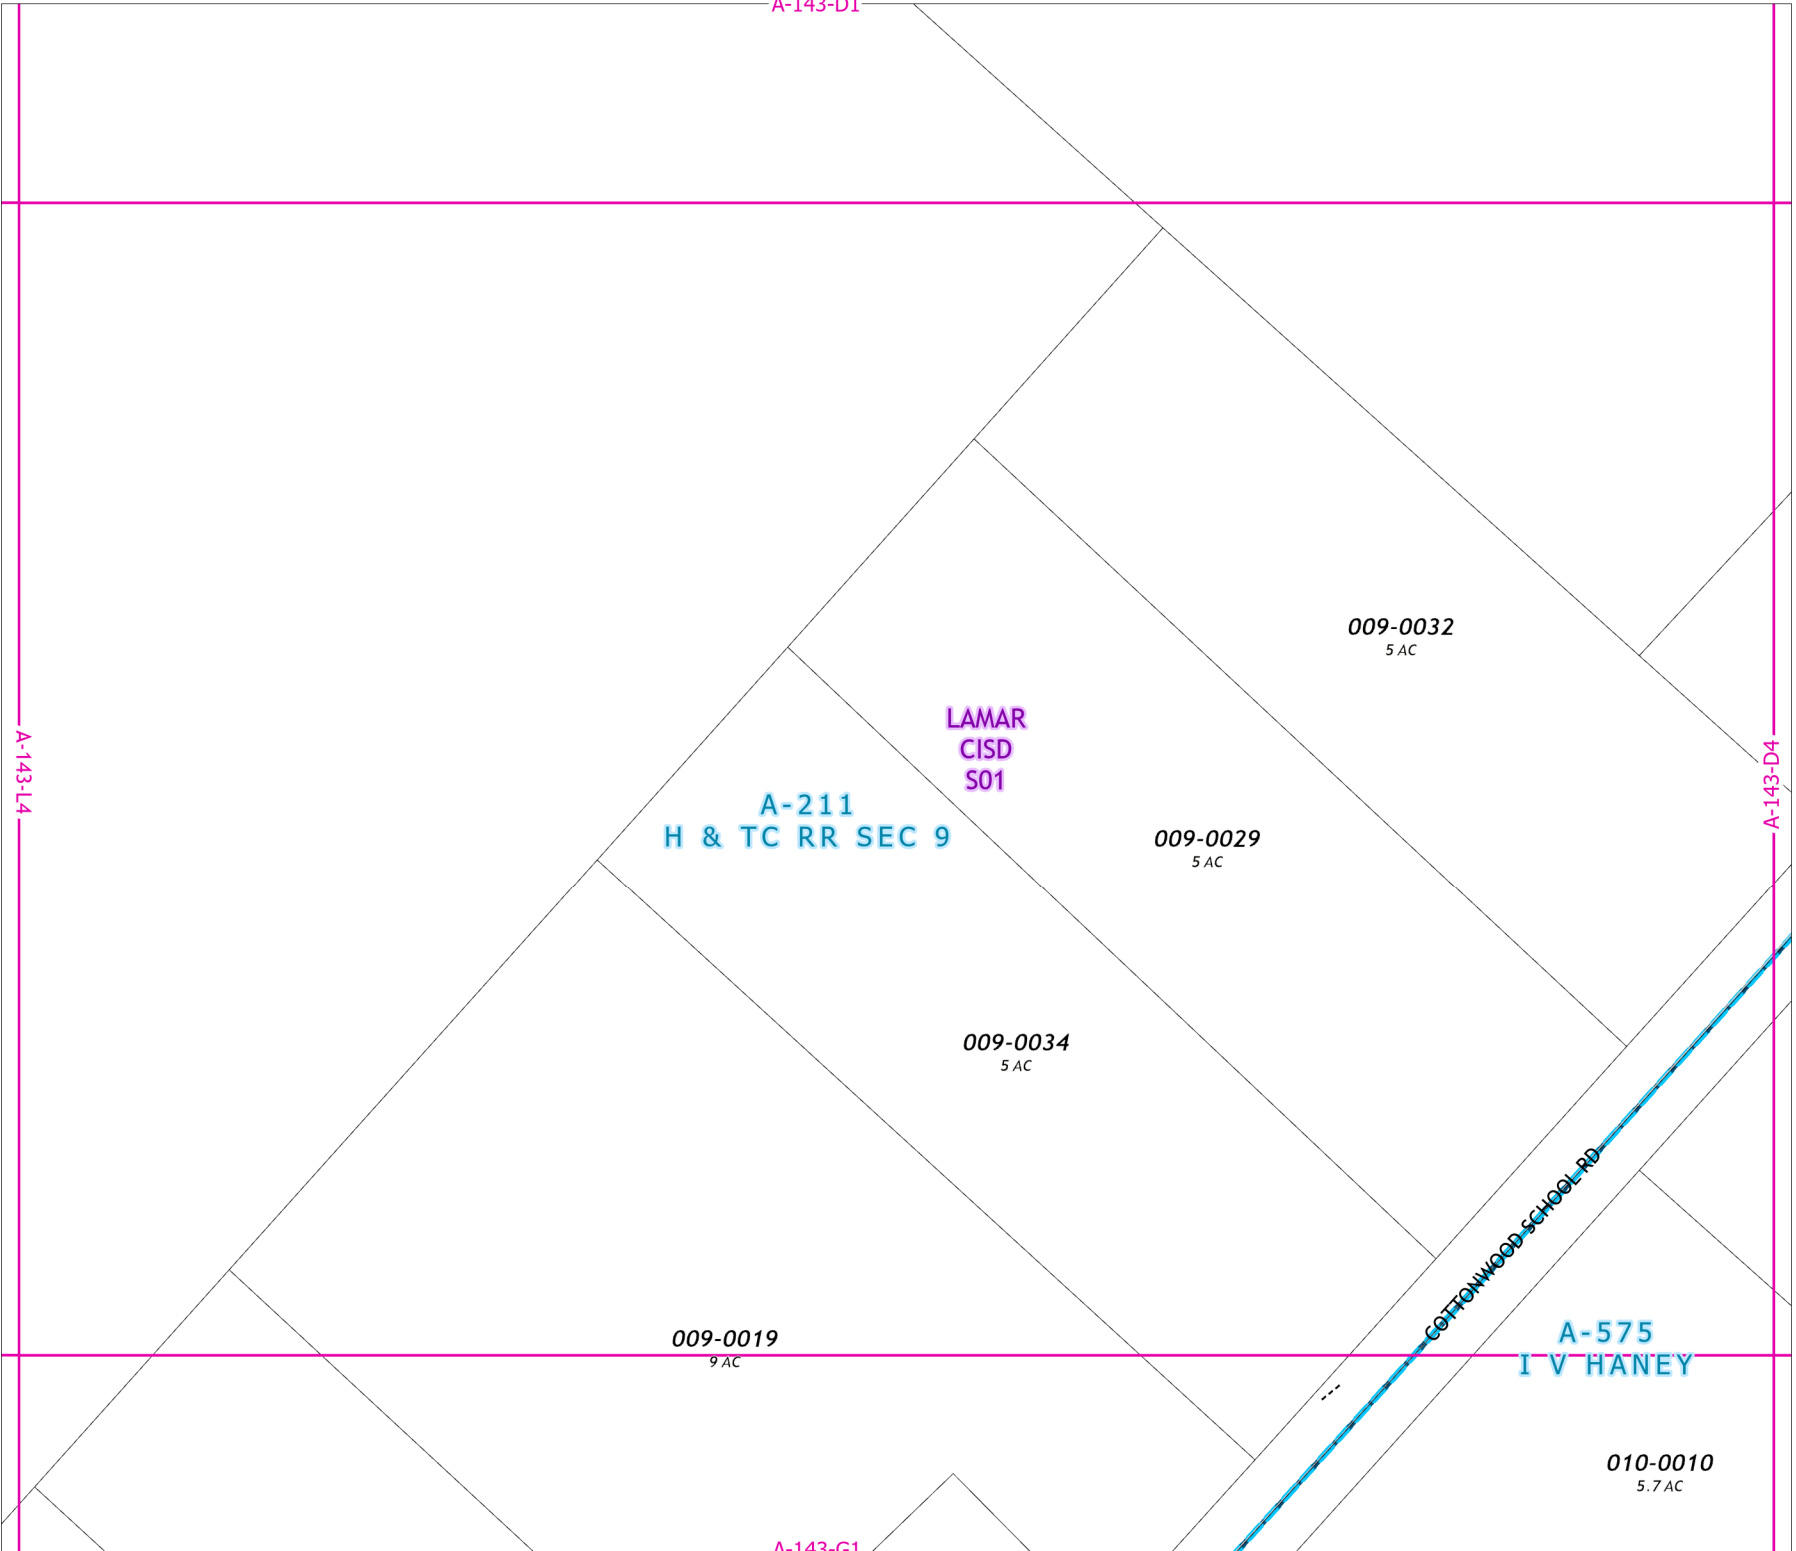 A-143-D1
009-0032
5 AC
LAMAR
CISD
S01
A-143-L4
A-143-D4
A-211
H & TC RR SEC 9
009-0029
5 AC
009-0034
5 AC
COTTONWOOD SCHOOL RD
009-0019
9 AC
A-575
I V HANEY
010-0010
5.7 AC
A-143-G1